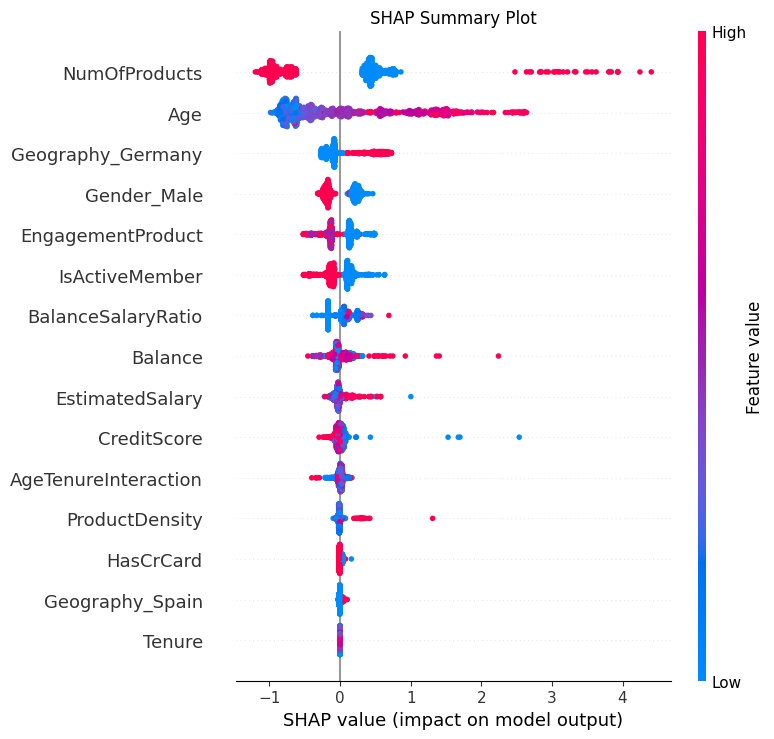 SHAP Summary Plot
High
NumOfProducts
Age
Geography_Germany
Gender_Male
EngagementProduct
IsActiveMember
BalanceSalaryRatio
Balance
EstimatedSalary
CreditScore
AgeTenureInteraction
ProductDensity
HasCrCard
Geography_Spain
Tenure
Feature value
Low
−1 0 1 2 3 4
SHAP value (impact on model output)